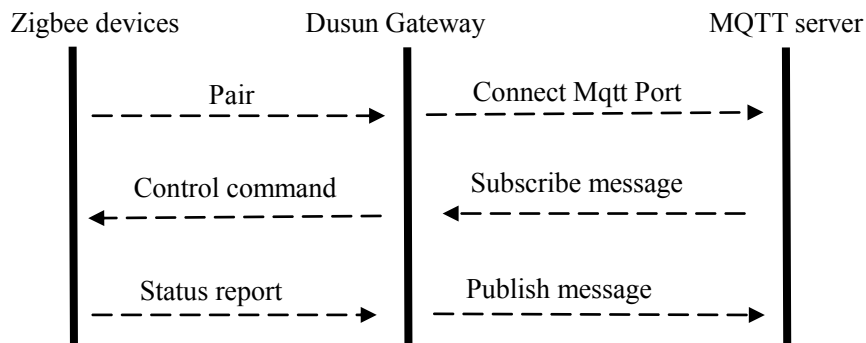 Zigbee devices
Dusun Gateway
MQTT server
Pair
Connect Mqtt Port
Control command
Subscribe message
Status report
Publish message